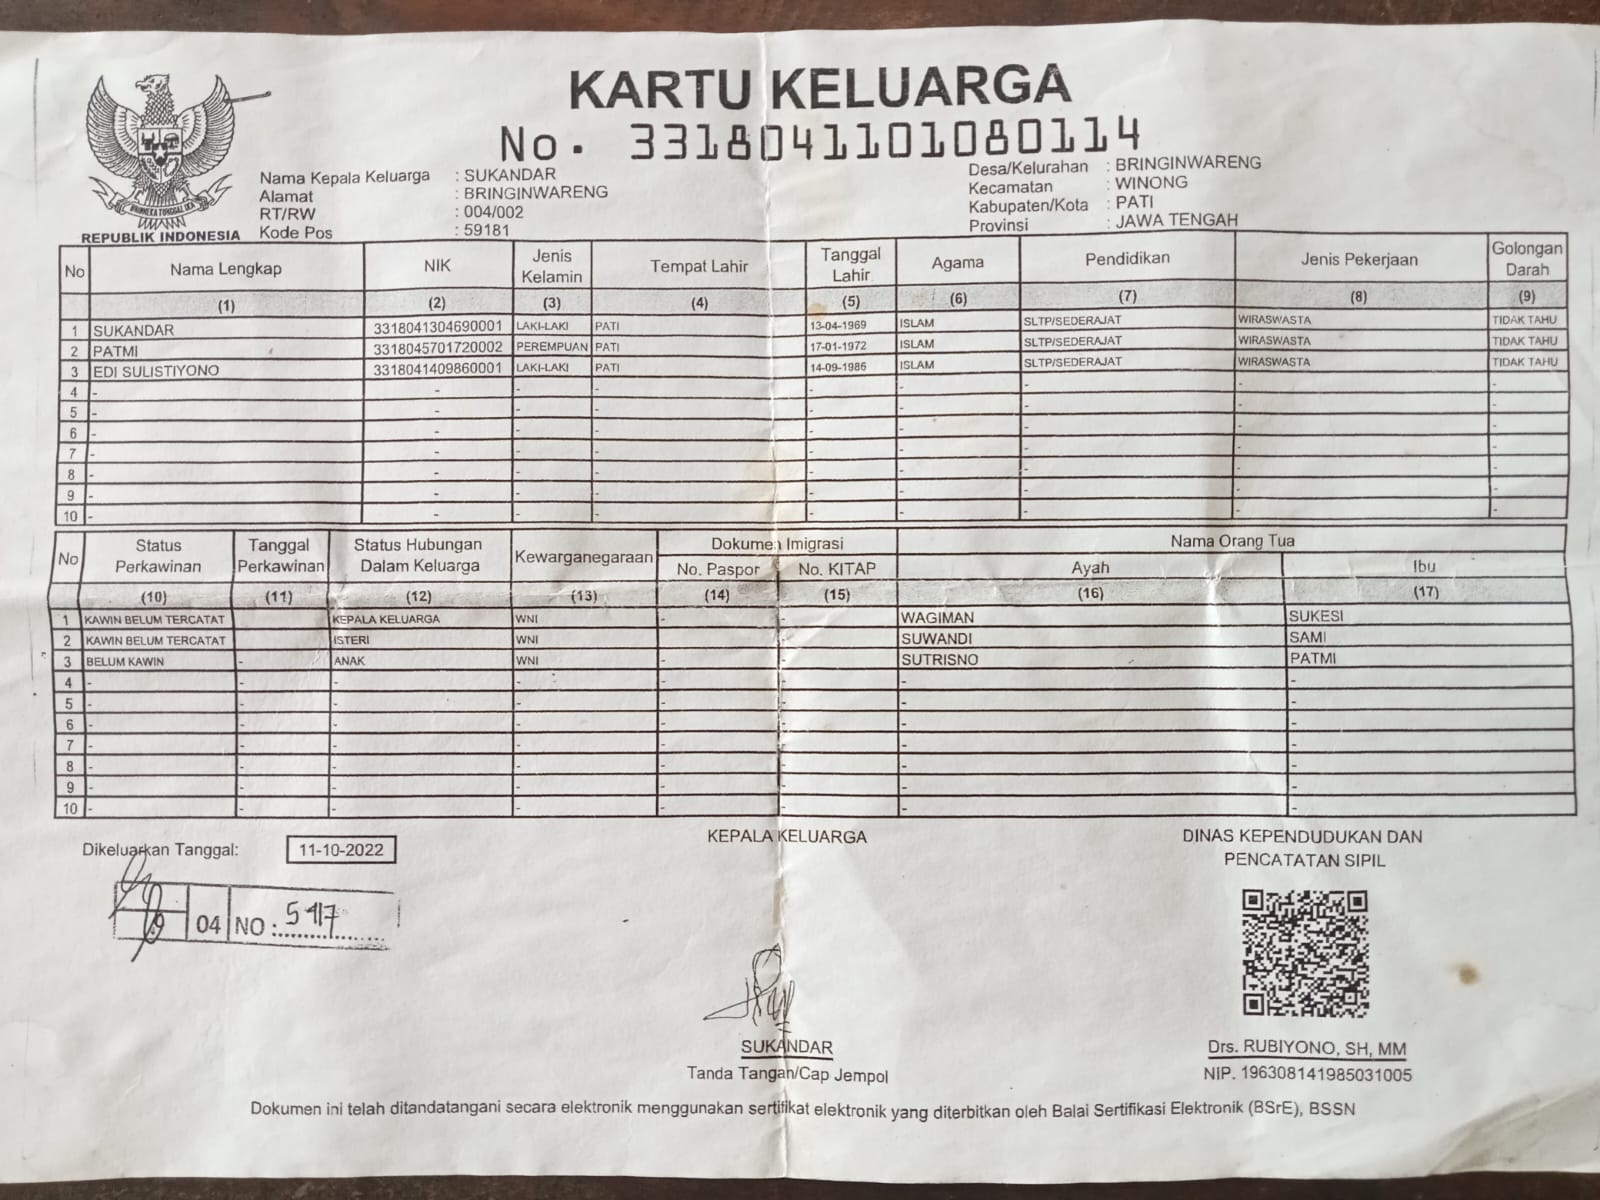 KARTU KELUARGA
No. 3318041101080114
BHINNEKA TUNGGAL IKA
REPUBLIK INDONESIA
Nama Kepala Keluarga : SUKANDAR
Alamat : BRINGINWARENG
RT/RW : 004/002
Kode Pos : 59181
Desa/Kelurahan : BRINGINWARENG
Kecamatan : WINONG
Kabupaten/Kota : PATI
Provinsi : JAWA TENGAH
No Nama Lengkap NIK Jenis Kelamin Tempat Lahir Tanggal Lahir Agama Pendidikan Jenis Pekerjaan Golongan Darah
(1) (2) (3) (4) (5) (6) (7) (8) (9)
1 SUKANDAR 3318041304690001 LAKI-LAKI PATI 13-04-1969 ISLAM SLTP/SEDERAJAT WIRASWASTA TIDAK TAHU
2 PATMI 3318045701720002 PEREMPUAN PATI 17-01-1972 ISLAM SLTP/SEDERAJAT WIRASWASTA TIDAK TAHU
3 EDI SULISTIYONO 3318041409860001 LAKI-LAKI PATI 14-09-1986 ISLAM SLTP/SEDERAJAT WIRASWASTA TIDAK TAHU
4 - - - - - - - - -
5 - - - - - - - - -
6 - - - - - - - - -
7 - - - - - - - - -
8 - - - - - - - - -
9 - - - - - - - - -
10 - - - - - - - - -
No Status Perkawinan Tanggal Perkawinan Status Hubungan Dalam Keluarga Kewarganegaraan Dokumen Imigrasi Nama Orang Tua
No. Paspor No. KITAP Ayah Ibu
(10) (11) (12) (13) (14) (15) (16) (17)
1 KAWIN BELUM TERCATAT KEPALA KELUARGA WNI - - WAGIMAN SUKESI
2 KAWIN BELUM TERCATAT ISTERI WNI - - SUWANDI SAMI
3 BELUM KAWIN - ANAK WNI - - SUTRISNO PATMI
4 - - - - - - - -
5 - - - - - - - -
6 - - - - - - - -
7 - - - - - - - -
8 - - - - - - - -
9 - - - - - - - -
10 - - - - - - - -
Dikeluarkan Tanggal: 11-10-2022
04 NO :
KEPALA KELUARGA
SUKANDAR
Tanda Tangan/Cap Jempol
DINAS KEPENDUDUKAN DAN
PENCATATAN SIPIL
Drs. RUBIYONO, SH, MM
NIP. 196308141985031005
Dokumen ini telah ditandatangani secara elektronik menggunakan sertifikat elektronik yang diterbitkan oleh Balai Sertifikasi Elektronik (BSrE), BSSN